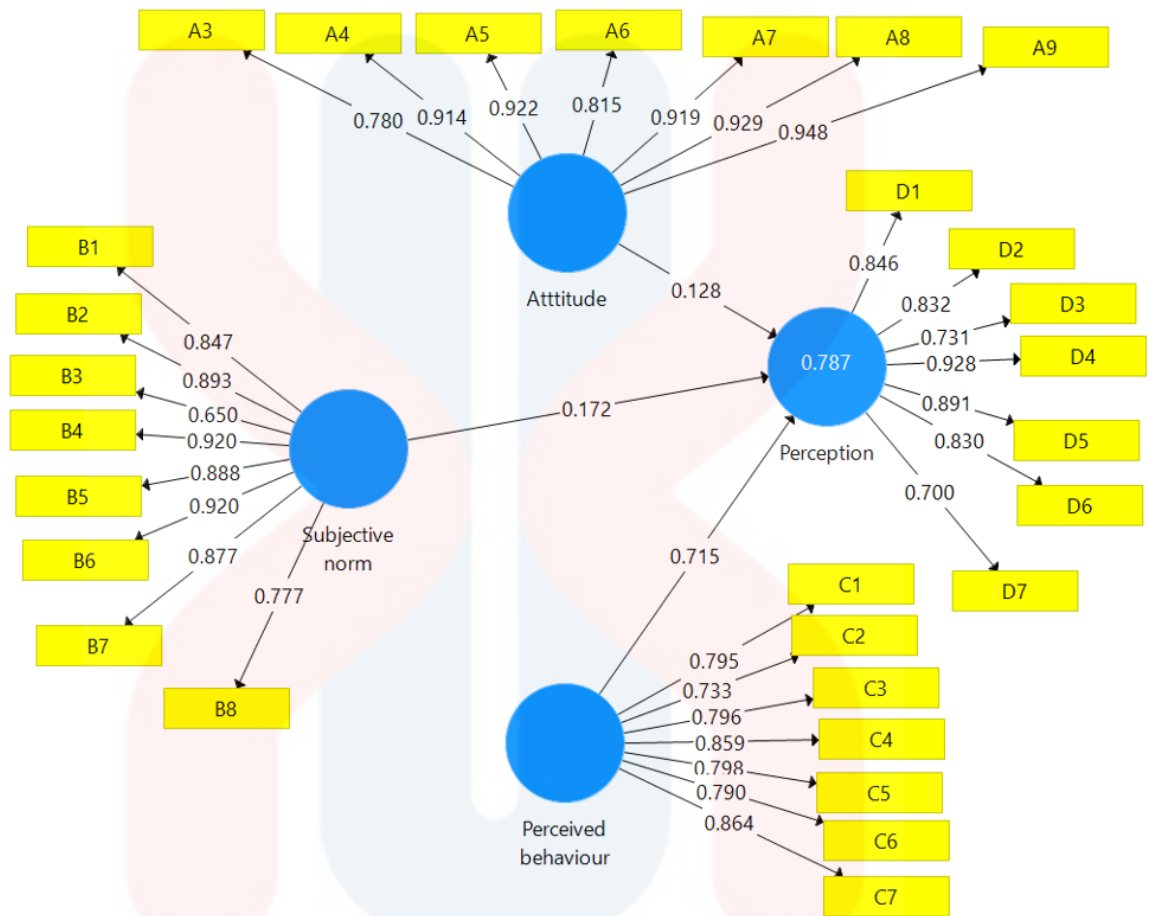 A3
A4
A5
A6
A7
A8
A9
0.780
0.914
0.922
0.815
0.919
0.929
0.948
Atttitude
0.128
B1
B2
B3
B4
B5
B6
B7
B8
0.847
0.893
0.650
0.920
0.888
0.920
0.877
0.777
Subjective
norm
0.172
D1
D2
D3
D4
D5
D6
D7
0.846
0.832
0.731
0.928
0.891
0.830
0.700
0.787
Perception
0.715
C1
C2
C3
C4
C5
C6
C7
0.795
0.733
0.796
0.859
0.798
0.790
0.864
Perceived
behaviour